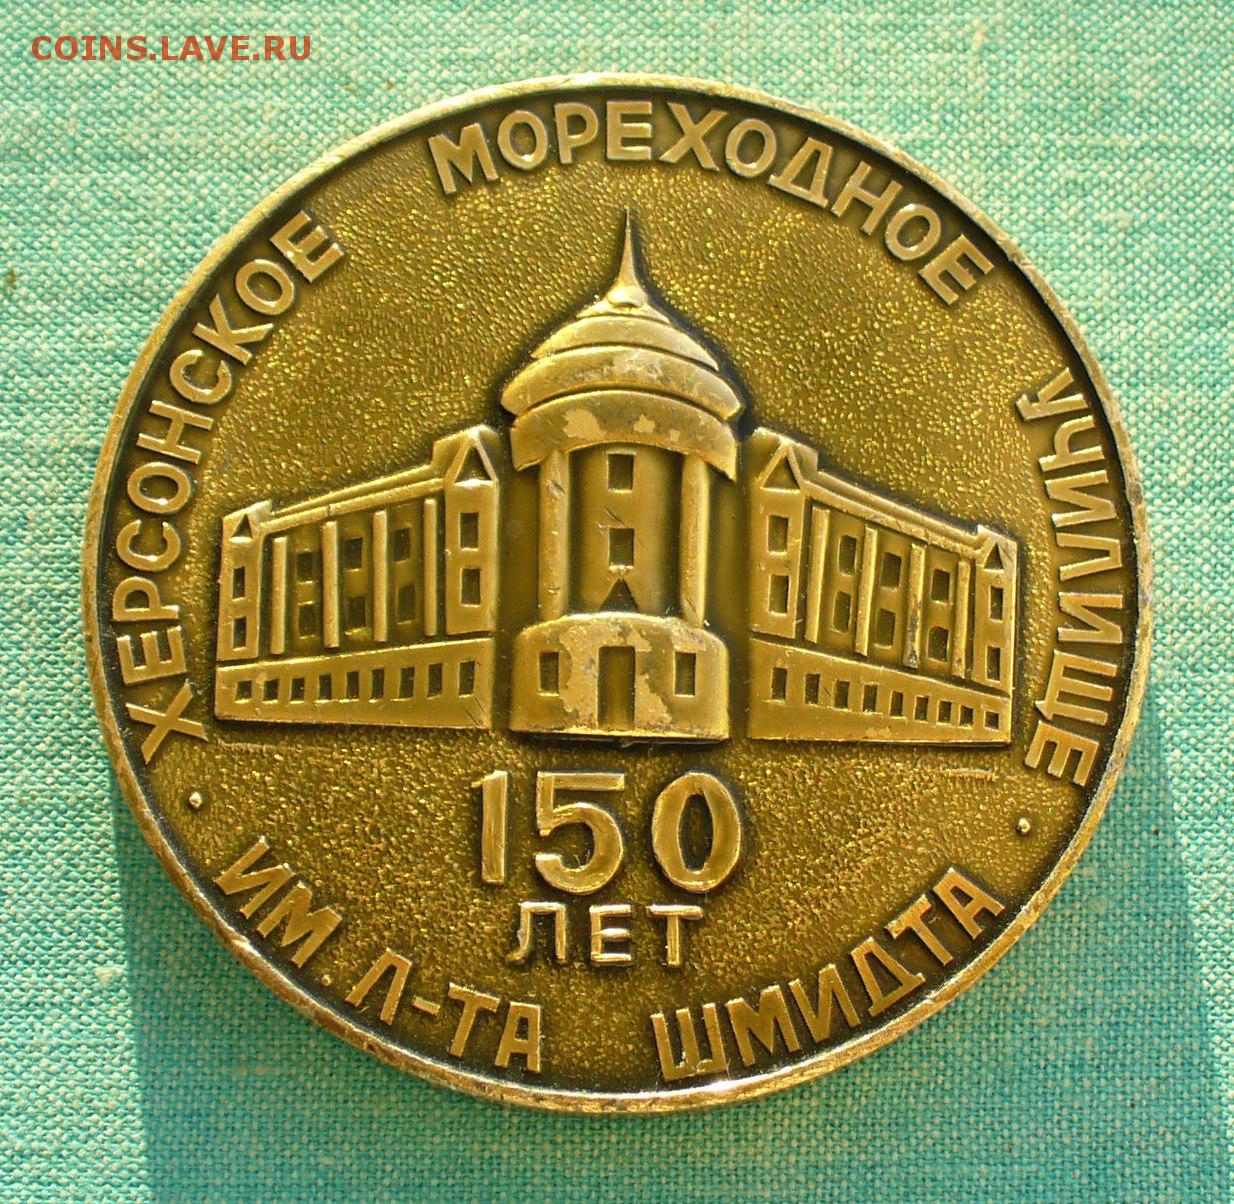 COINS.LAVE.RU
ХЕРСОНСКОЕ МОРЕХОДНОЕ УЧИЛИЩЕ
150
ЛЕТ
ИМ. Л-ТА ШМИДТА